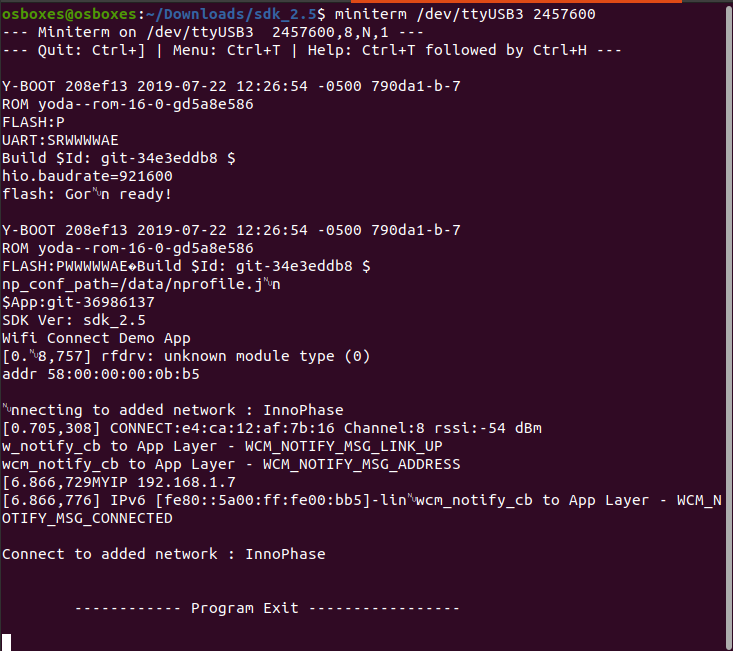 osboxes@osboxes:~/Downloads/sdk_2.5$ miniterm /dev/ttyUSB3 2457600
--- Miniterm on /dev/ttyUSB3  2457600,8,N,1 ---
--- Quit: Ctrl+] | Menu: Ctrl+T | Help: Ctrl+T followed by Ctrl+H ---
Y-BOOT 208ef13 2019-07-22 12:26:54 -0500 790da1-b-7
ROM yoda--rom-16-0-gd5a8e586
FLASH:P
UART:SRWWWWAE
Build $Id: git-34e3eddb8 $
hio.baudrate=921600
flash: Gor␀n ready!
Y-BOOT 208ef13 2019-07-22 12:26:54 -0500 790da1-b-7
ROM yoda--rom-16-0-gd5a8e586
FLASH:PWWWWWAE�Build $Id: git-34e3eddb8 $
np_conf_path=/data/nprofile.j␀n
$App:git-36986137
SDK Ver: sdk_2.5
Wifi Connect Demo App
[0.␀8,757] rfdrv: unknown module type (0)
addr 58:00:00:00:0b:b5
␀nnecting to added network : InnoPhase
[0.705,308] CONNECT:e4:ca:12:af:7b:16 Channel:8 rssi:-54 dBm
w_notify_cb to App Layer - WCM_NOTIFY_MSG_LINK_UP
wcm_notify_cb to App Layer - WCM_NOTIFY_MSG_ADDRESS
[6.866,729MYIP 192.168.1.7
[6.866,776] IPv6 [fe80::5a00:ff:fe00:bb5]-lin␀wcm_notify_cb to App Layer - WCM_N
OTIFY_MSG_CONNECTED
Connect to added network : InnoPhase
------------ Program Exit -----------------